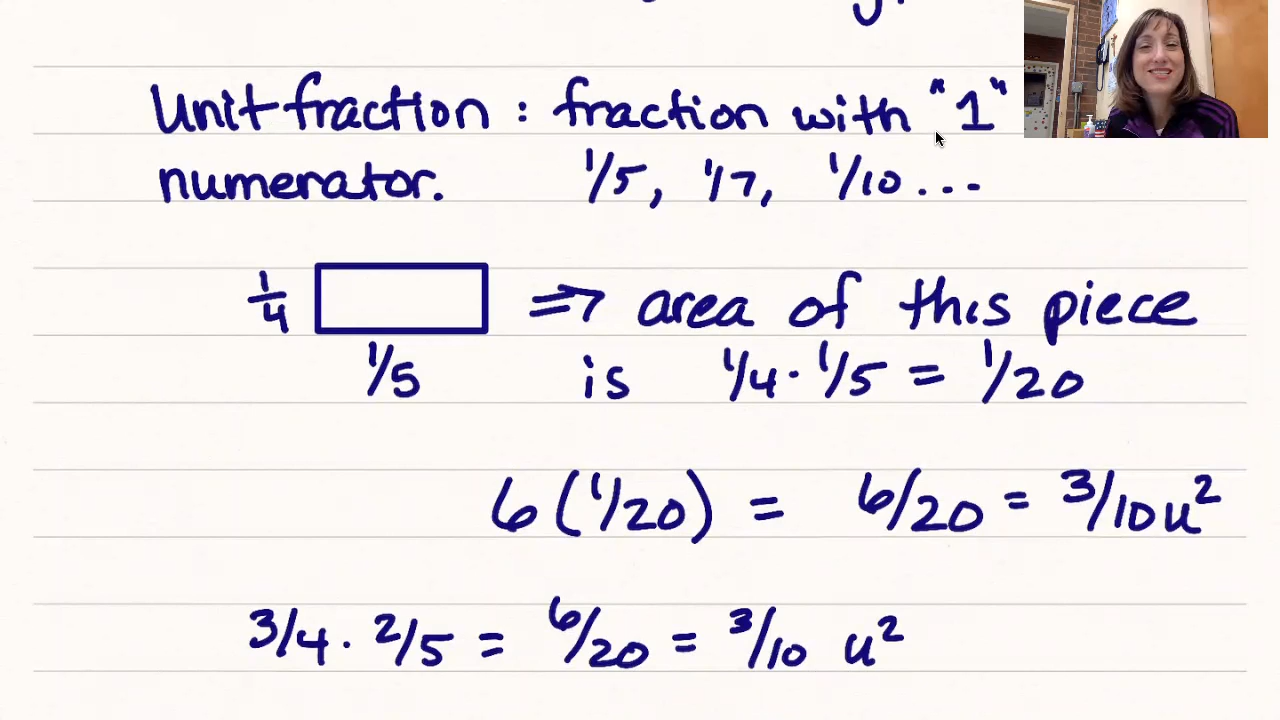 Unit fraction : fraction with "1"
numerator. 1/5, 1/7, 1/10...
1/4 => area of this piece
1/5 is 1/4 · 1/5 = 1/20
6 (1/20) = 6/20 = 3/10 u²
3/4 · 2/5 = 6/20 = 3/10 u²